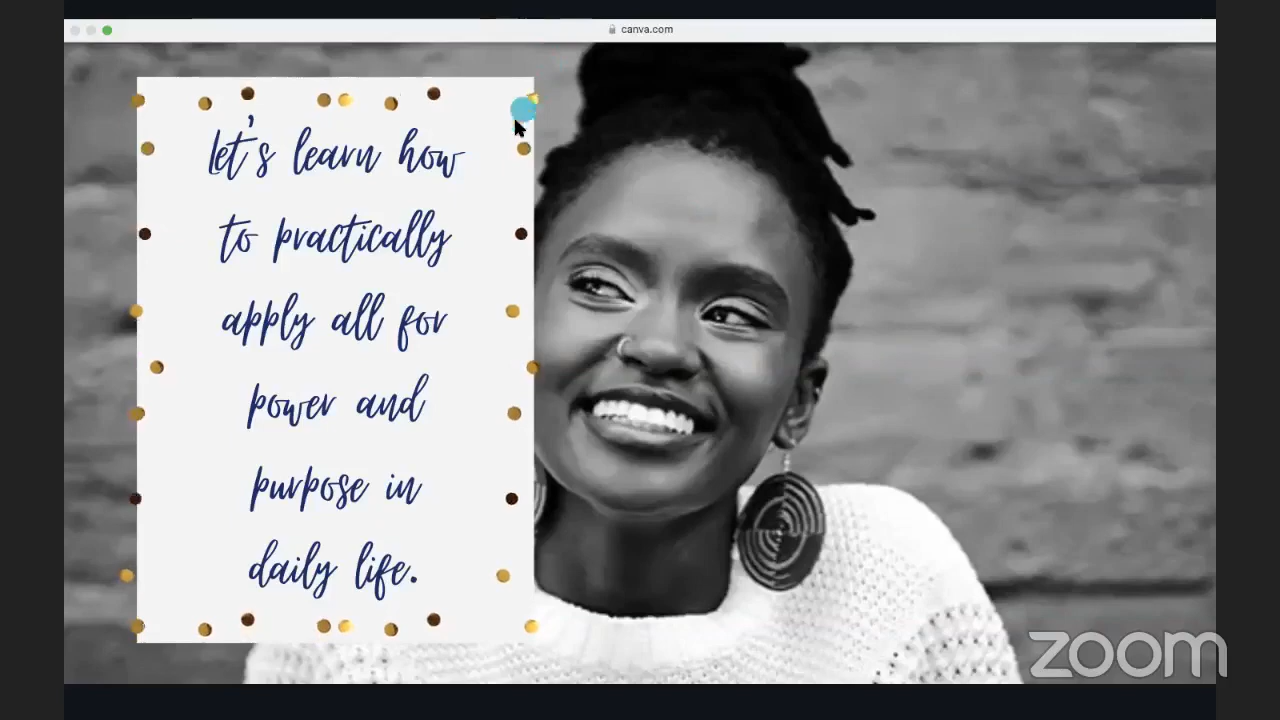 canva.com
let's learn how
to practically
apply all for
power and
purpose in
daily life.
zoom